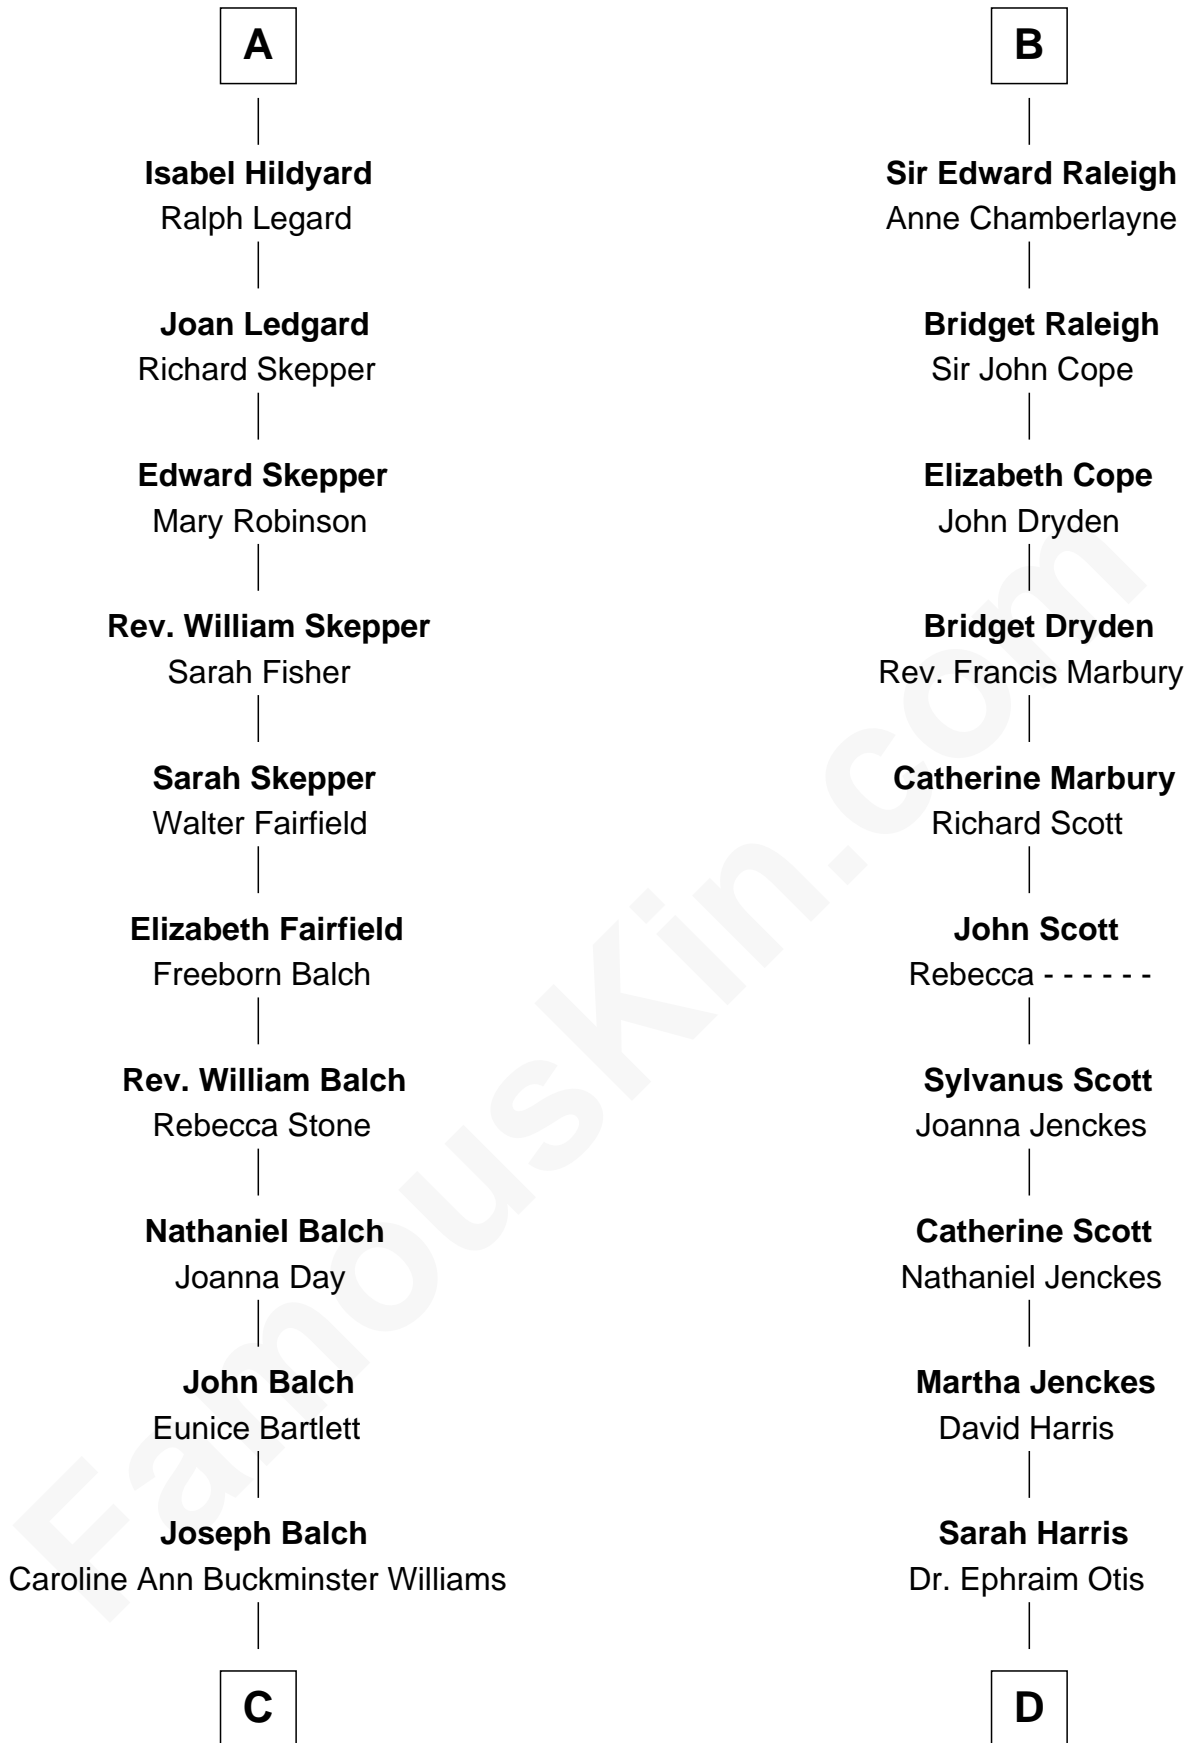 A
Isabel Hildyard
Ralph Legard
Joan Ledgard
Richard Skepper
Edward Skepper
Mary Robinson
Rev. William Skepper
Sarah Fisher
Sarah Skepper
Walter Fairfield
Elizabeth Fairfield
Freeborn Balch
Rev. William Balch
Rebecca Stone
Nathaniel Balch
Joanna Day
John Balch
Eunice Bartlett
Joseph Balch
Caroline Ann Buckminster Williams
C
B
Sir Edward Raleigh
Anne Chamberlayne
Bridget Raleigh
Sir John Cope
Elizabeth Cope
John Dryden
Bridget Dryden
Rev. Francis Marbury
Catherine Marbury
Richard Scott
John Scott
Rebecca - - - - - -
Sylvanus Scott
Joanna Jenckes
Catherine Scott
Nathaniel Jenckes
Martha Jenckes
David Harris
Sarah Harris
Dr. Ephraim Otis
D
FamousKin.com